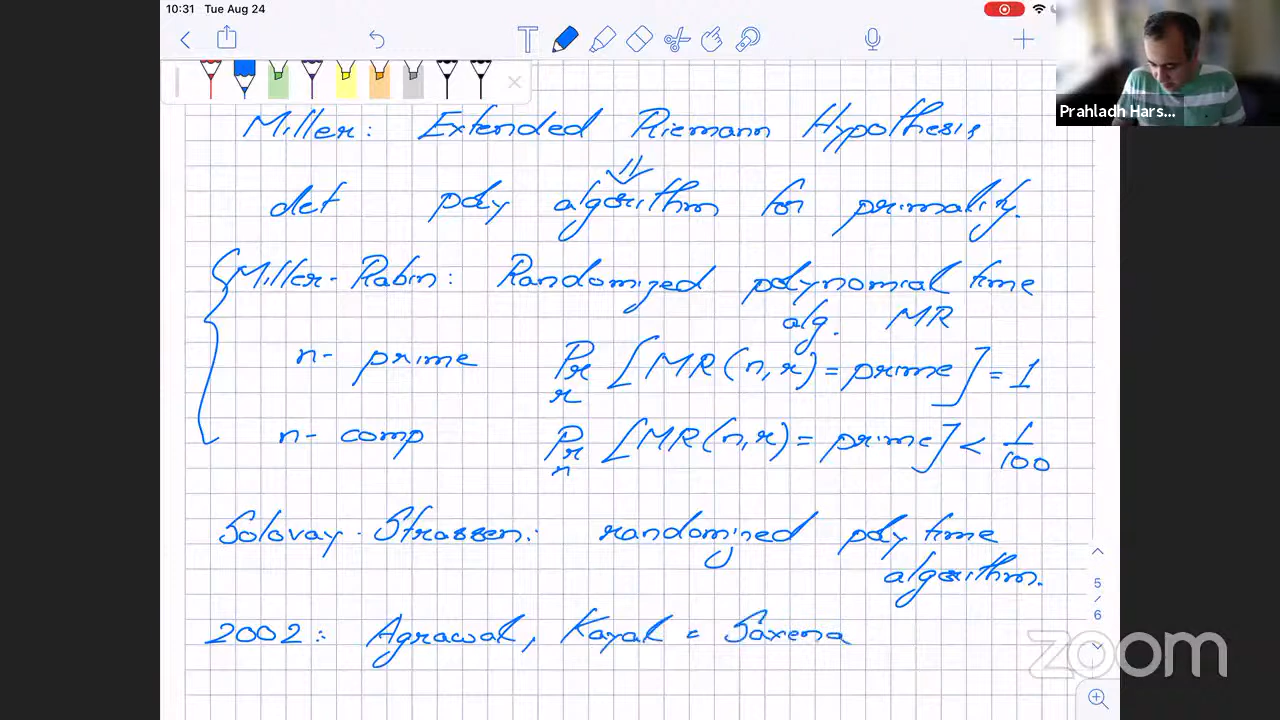 10:31 Tue Aug 24
Prahladh Hars...
Miller: Extended Riemann Hypothesis
⇓
det poly algorithm for primality.
Miller-Rabin: Randomized polynomial time
alg. MR
n- prime Pr_r [MR(n,r) = prime] = 1
n- comp Pr_r [MR(n,r) = prime] < 1/100
Solovay-Strassen: randomized poly time
algorithm.
5
/
6
2002: Agrawal, Kayal & Saxena
zoom